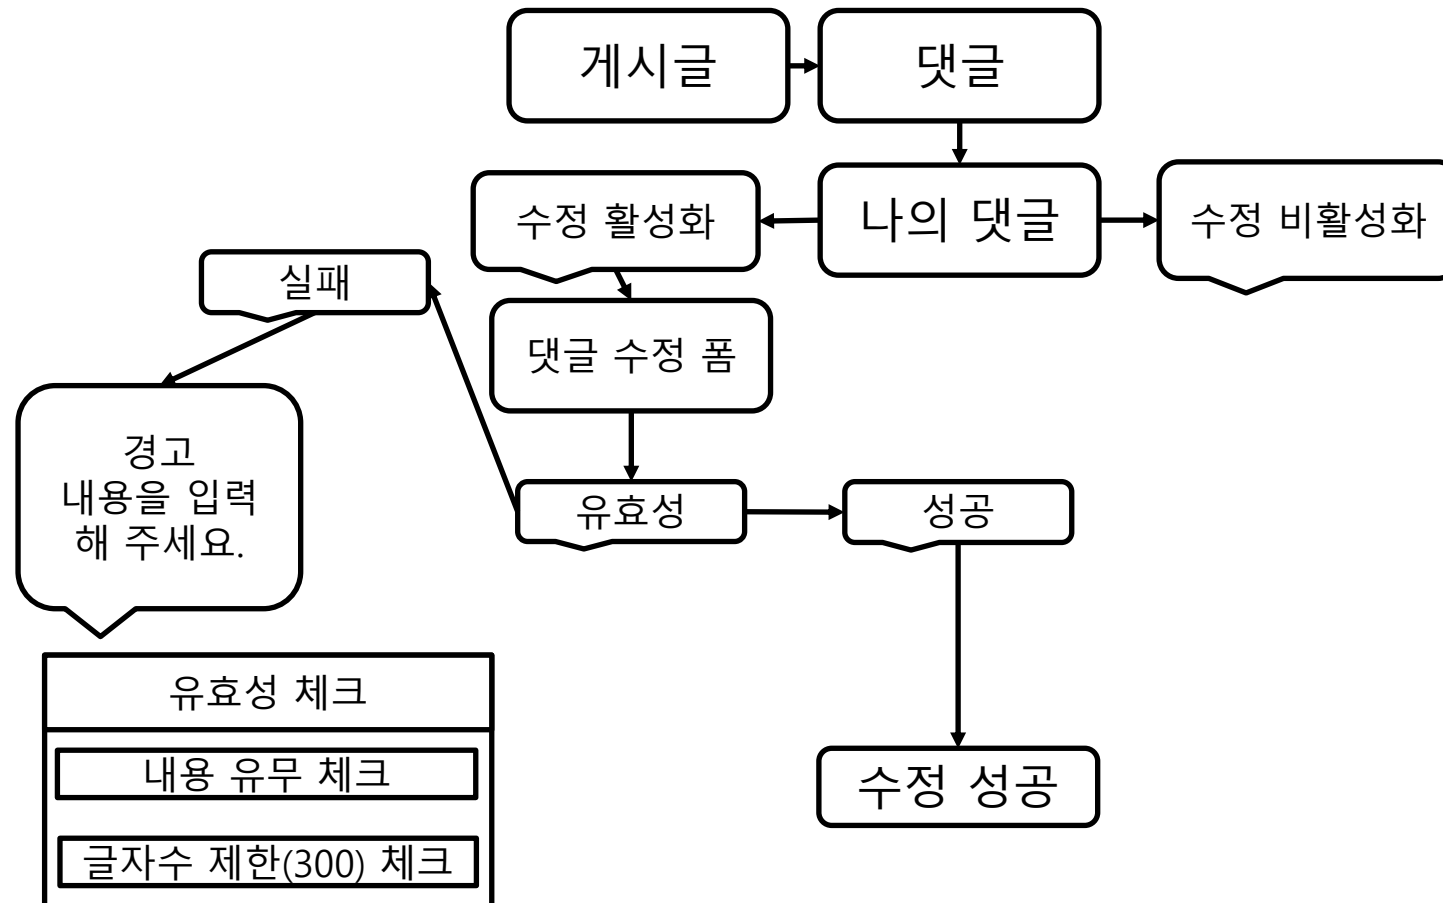 게시글
댓글
수정 활성화
나의 댓글
수정 비활성화
실패
댓글 수정 폼
경고
내용을 입력
해 주세요.
유효성
성공
유효성 체크
내용 유무 체크
수정 성공
글자수 제한(300) 체크